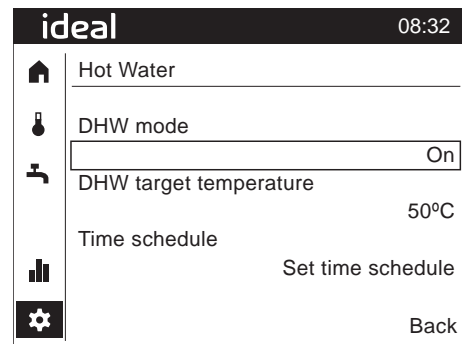 ideal 08:32
Hot Water
DHW mode
On
DHW target temperature
50ºC
Time schedule
Set time schedule
Back